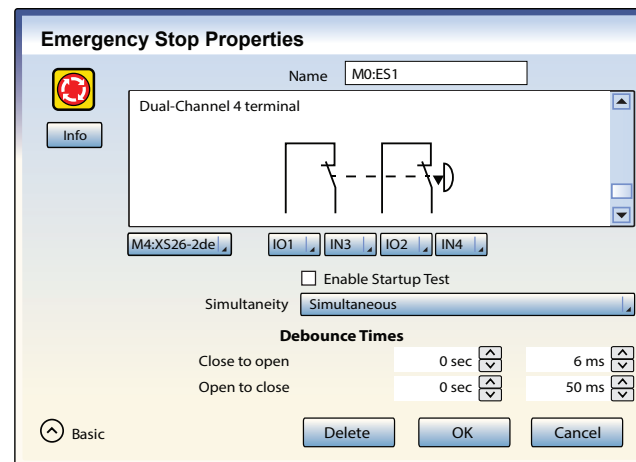 Emergency Stop Properties
Name M0:ES1
Info
Dual-Channel 4 terminal
M4:XS26-2de IO1 IN3 IO2 IN4
Enable Startup Test
Simultaneity Simultaneous
Debounce Times
Close to open 0 sec 6 ms
Open to close 0 sec 50 ms
Basic Delete OK Cancel